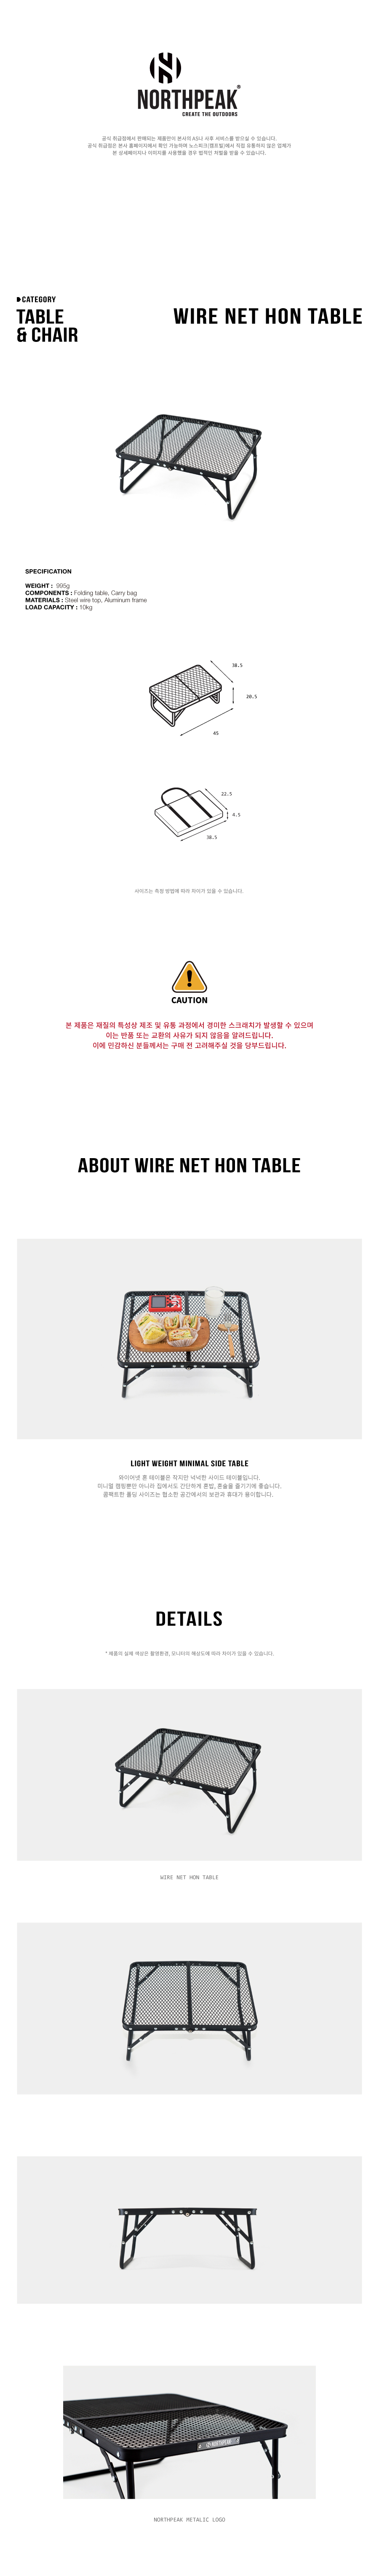 NORTHPEAK®
CREATE THE OUTDOORS
공식 취급점에서 판매되는 제품만이 본사의 AS나 사후 서비스를 받으실 수 있습니다.
공식 취급점은 본사 홈페이지에서 확인 가능하며 노스피크(캠프빌)에서 직접 유통하지 않은 업체가
본 상세페이지나 이미지를 사용했을 경우 법적인 처벌을 받을 수 있습니다.
CATEGORY
TABLE
& CHAIR
WIRE NET HON TABLE
SPECIFICATION
WEIGHT : 995g
COMPONENTS : Folding table, Carry bag
MATERIALS : Steel wire top, Aluminum frame
LOAD CAPACITY : 10kg
38.5
20.5
45
22.5
4.5
38.5
사이즈는 측정 방법에 따라 차이가 있을 수 있습니다.
CAUTION
본 제품은 재질의 특성상 제조 및 유통 과정에서 경미한 스크래치가 발생할 수 있으며
이는 반품 또는 교환의 사유가 되지 않음을 알려드립니다.
이에 민감하신 분들께서는 구매 전 고려해주실 것을 당부드립니다.
ABOUT WIRE NET HON TABLE
LIGHT WEIGHT MINIMAL SIDE TABLE
와이어넷 혼 테이블은 작지만 넉넉한 사이드 테이블입니다.
미니멀 캠핑뿐만 아니라 집에서도 간단하게 혼밥, 혼술을 즐기기에 좋습니다.
콤팩트한 폴딩 사이즈는 협소한 공간에서의 보관과 휴대가 용이합니다.
DETAILS
* 제품의 실제 색상은 촬영환경, 모니터의 해상도에 따라 차이가 있을 수 있습니다.
WIRE NET HON TABLE
NORTHPEAK
NORTHPEAK METALIC LOGO